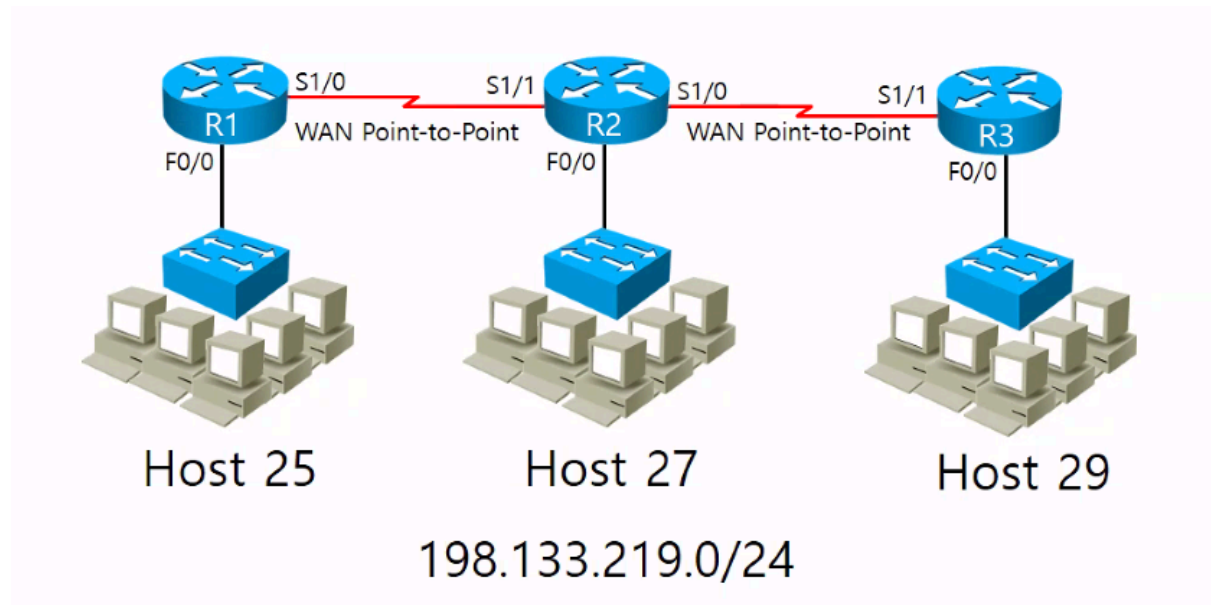 S1/0
S1/1
S1/0
S1/1
R1
R2
R3
WAN Point-to-Point
WAN Point-to-Point
F0/0
F0/0
F0/0
Host 25
Host 27
Host 29
198.133.219.0/24